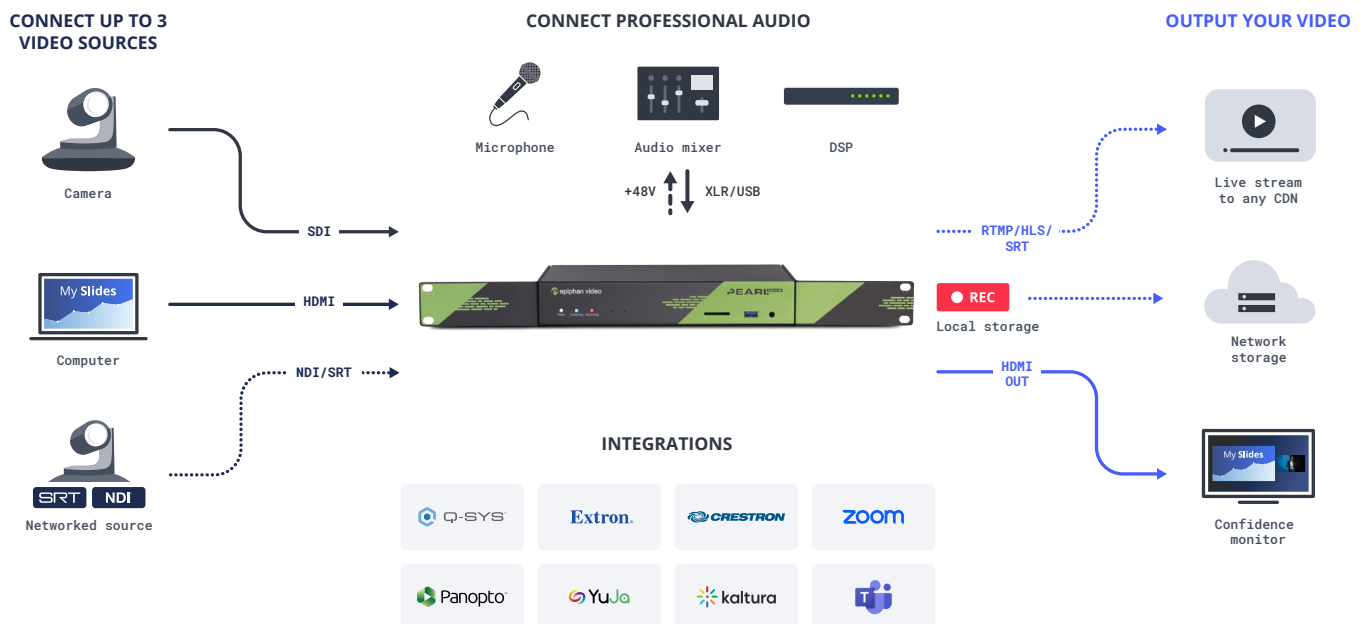 CONNECT UP TO 3
VIDEO SOURCES
Camera
SDI
My Slides
Computer
HDMI
NDI/SRT
SRT
NDI
Networked source
CONNECT PROFESSIONAL AUDIO
Microphone
Audio mixer
DSP
+48V
XLR/USB
epiphan video
PEARL
INTEGRATIONS
Q-SYS
Extron.
CRESTRON
zoom
Panopto
YuJa
kaltura
T
OUTPUT YOUR VIDEO
RTMP/HLS/
SRT
Live stream
to any CDN
REC
Local storage
Network
storage
HDMI
OUT
My Slides
Confidence
monitor